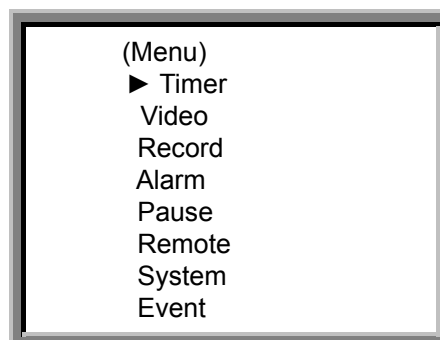 (Menu)
► Timer
Video
Record
Alarm
Pause
Remote
System
Event